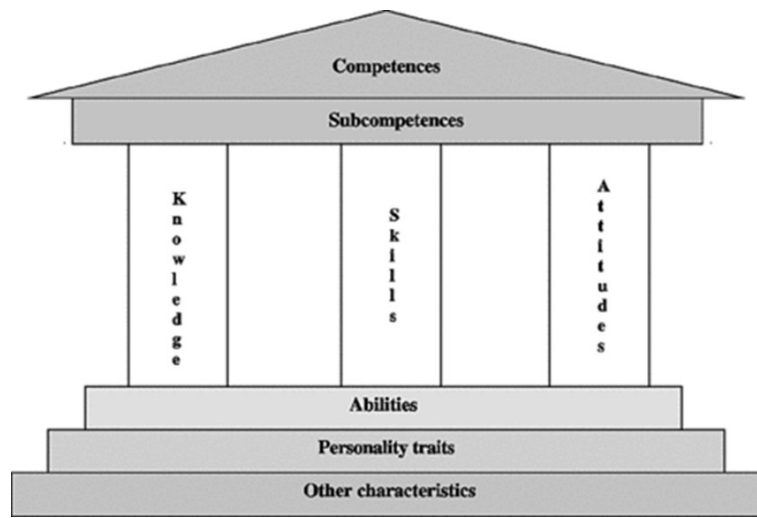 Competences
Subcompetences
Knowledge
Skills
Attitudes
Abilities
Personality traits
Other characteristics